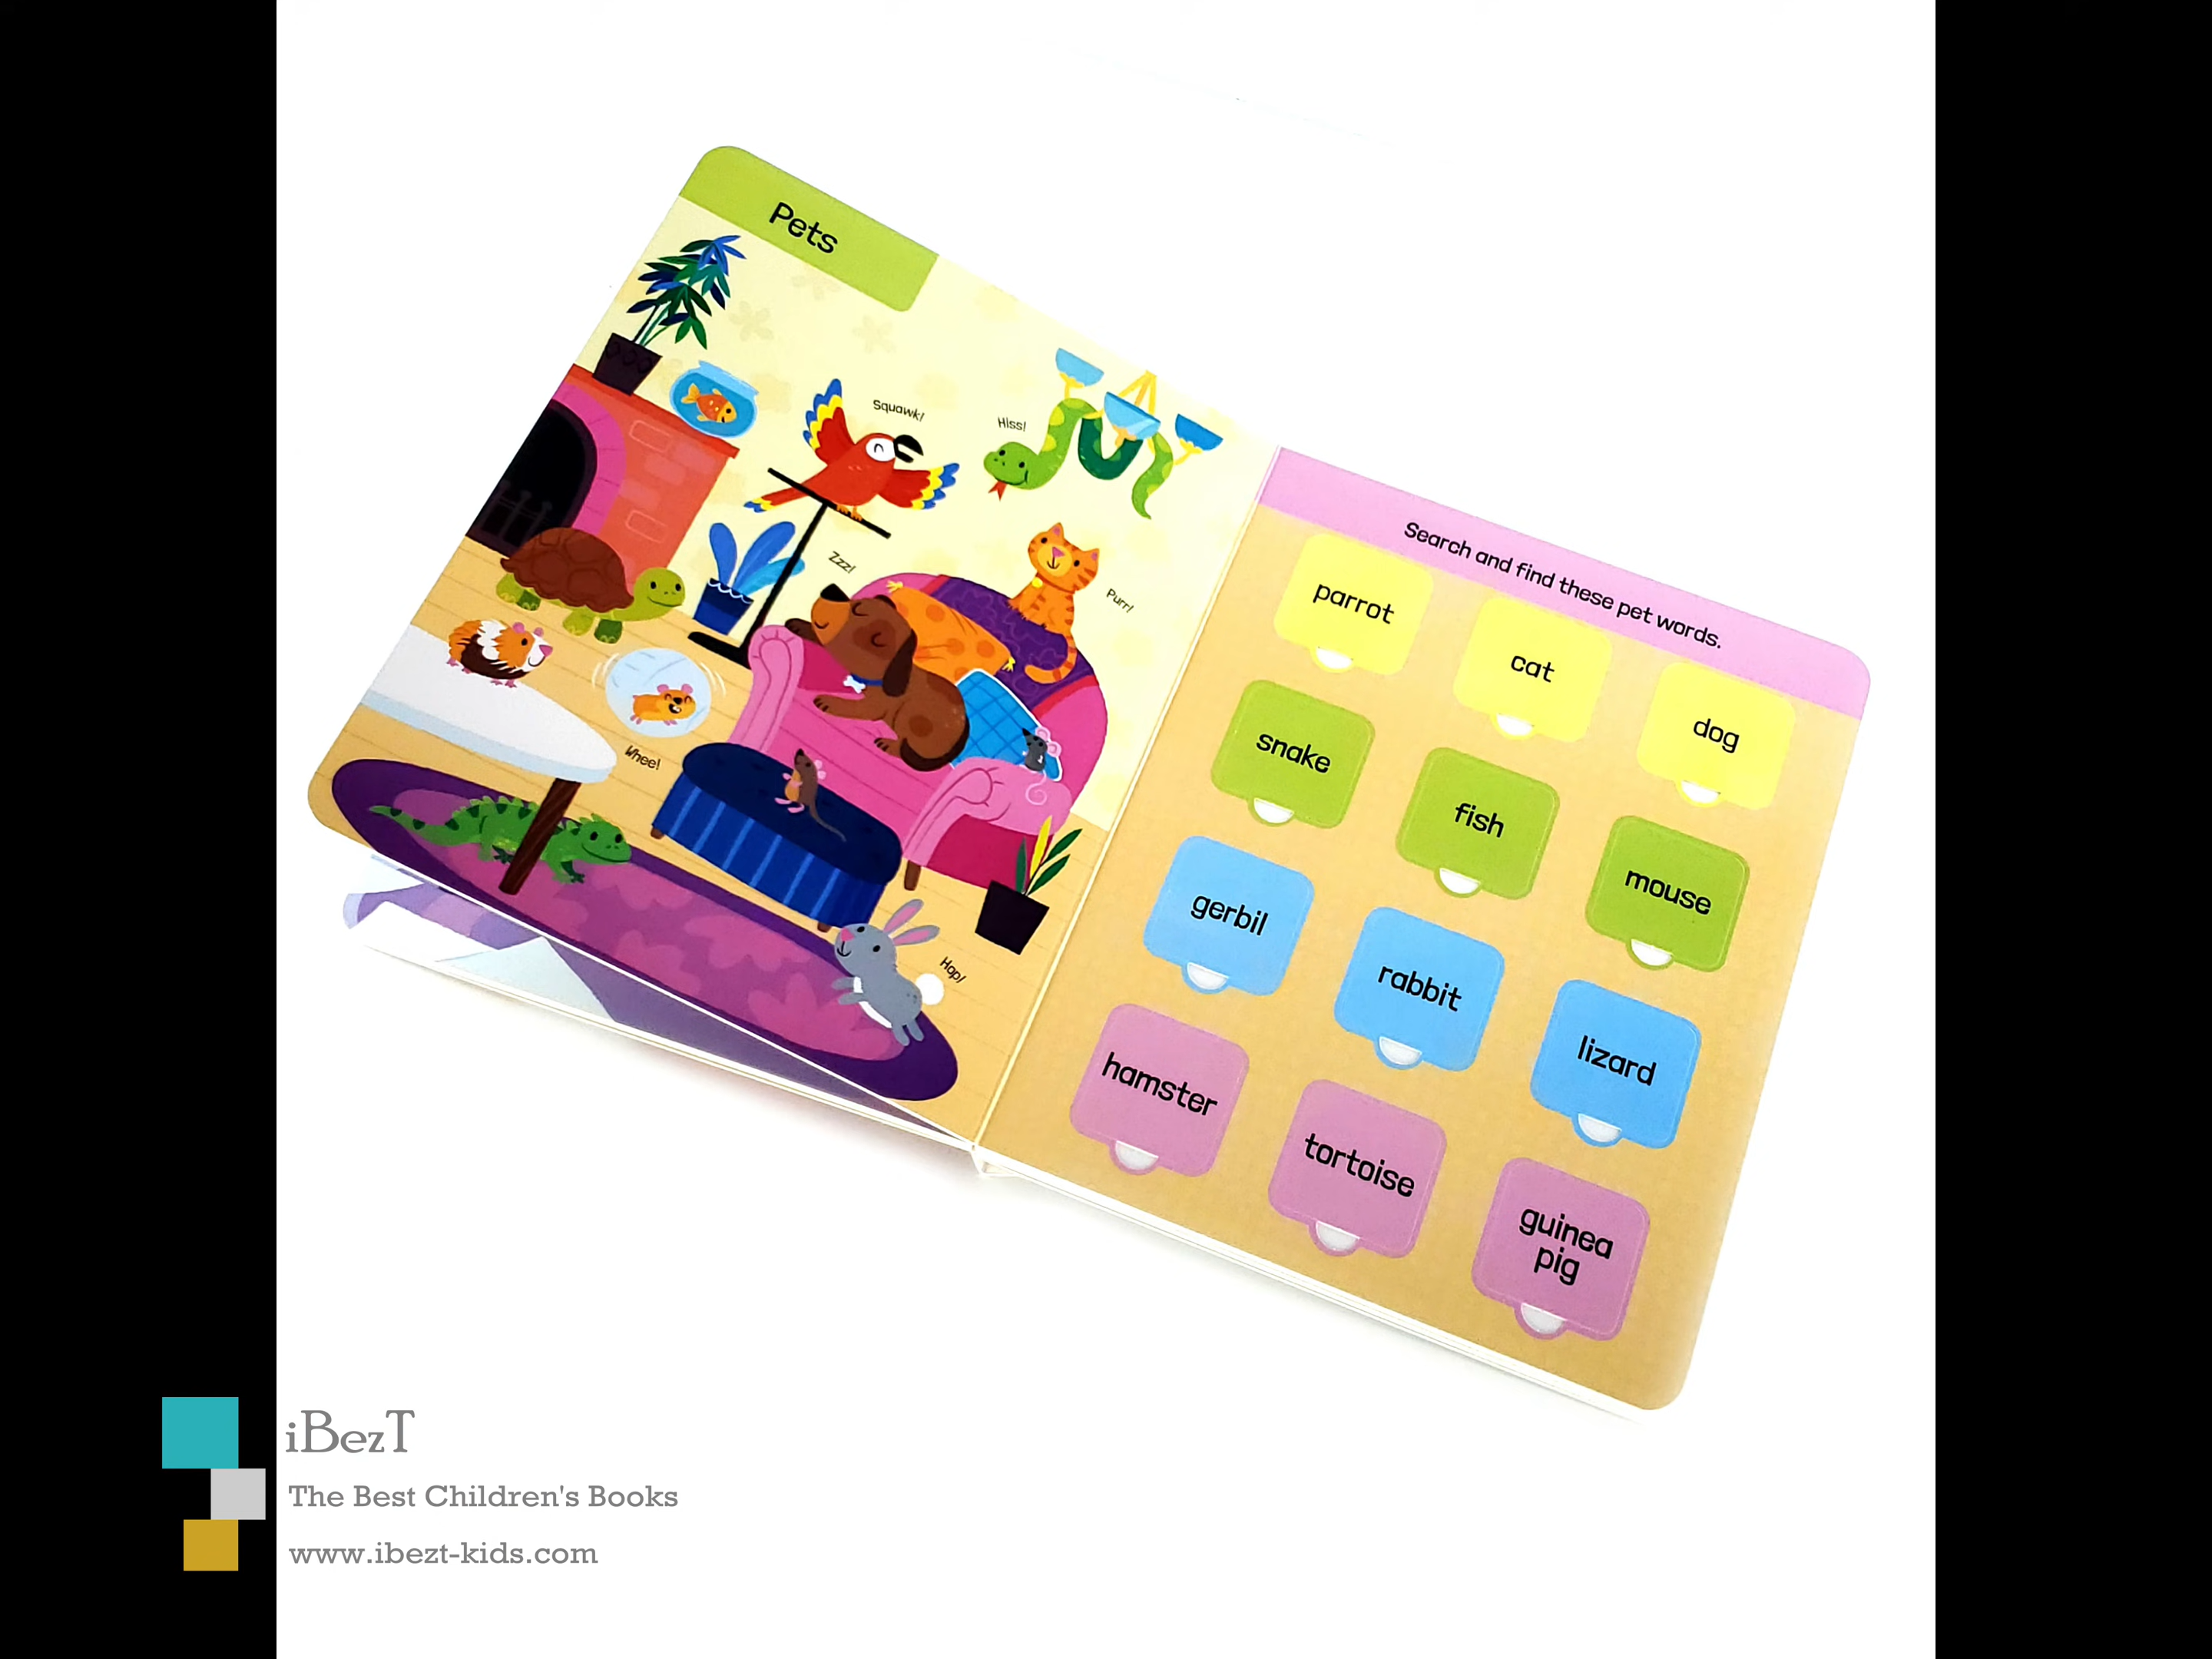 Pets
Squawk!
Hiss!
Zzz!
Purr!
Whee!
Hop!
Search and find these pet words.
parrot
cat
dog
snake
fish
mouse
gerbil
rabbit
lizard
hamster
tortoise
guinea
pig
iBezT
The Best Children's Books
www.ibezt-kids.com